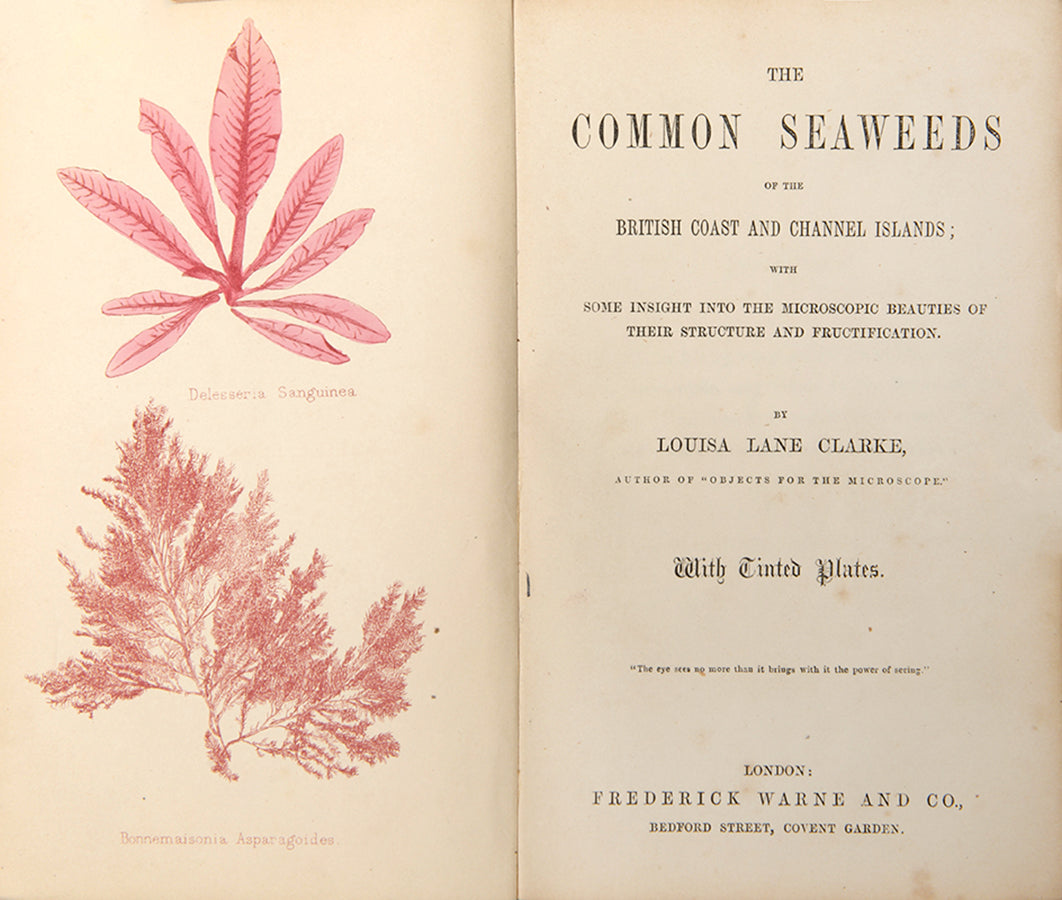 Delesseria Sanguinea
Bonnemaisonia Asparagoides.
THE
COMMON SEAWEEDS
OF THE
BRITISH COAST AND CHANNEL ISLANDS;
WITH
SOME INSIGHT INTO THE MICROSCOPIC BEAUTIES OF
THEIR STRUCTURE AND FRUCTIFICATION.
BY
LOUISA LANE CLARKE,
AUTHOR OF "OBJECTS FOR THE MICROSCOPE."
With Tinted Plates.
"The eye sees no more than it brings with it the power of seeing."
LONDON:
FREDERICK WARNE AND CO.,
BEDFORD STREET, COVENT GARDEN.